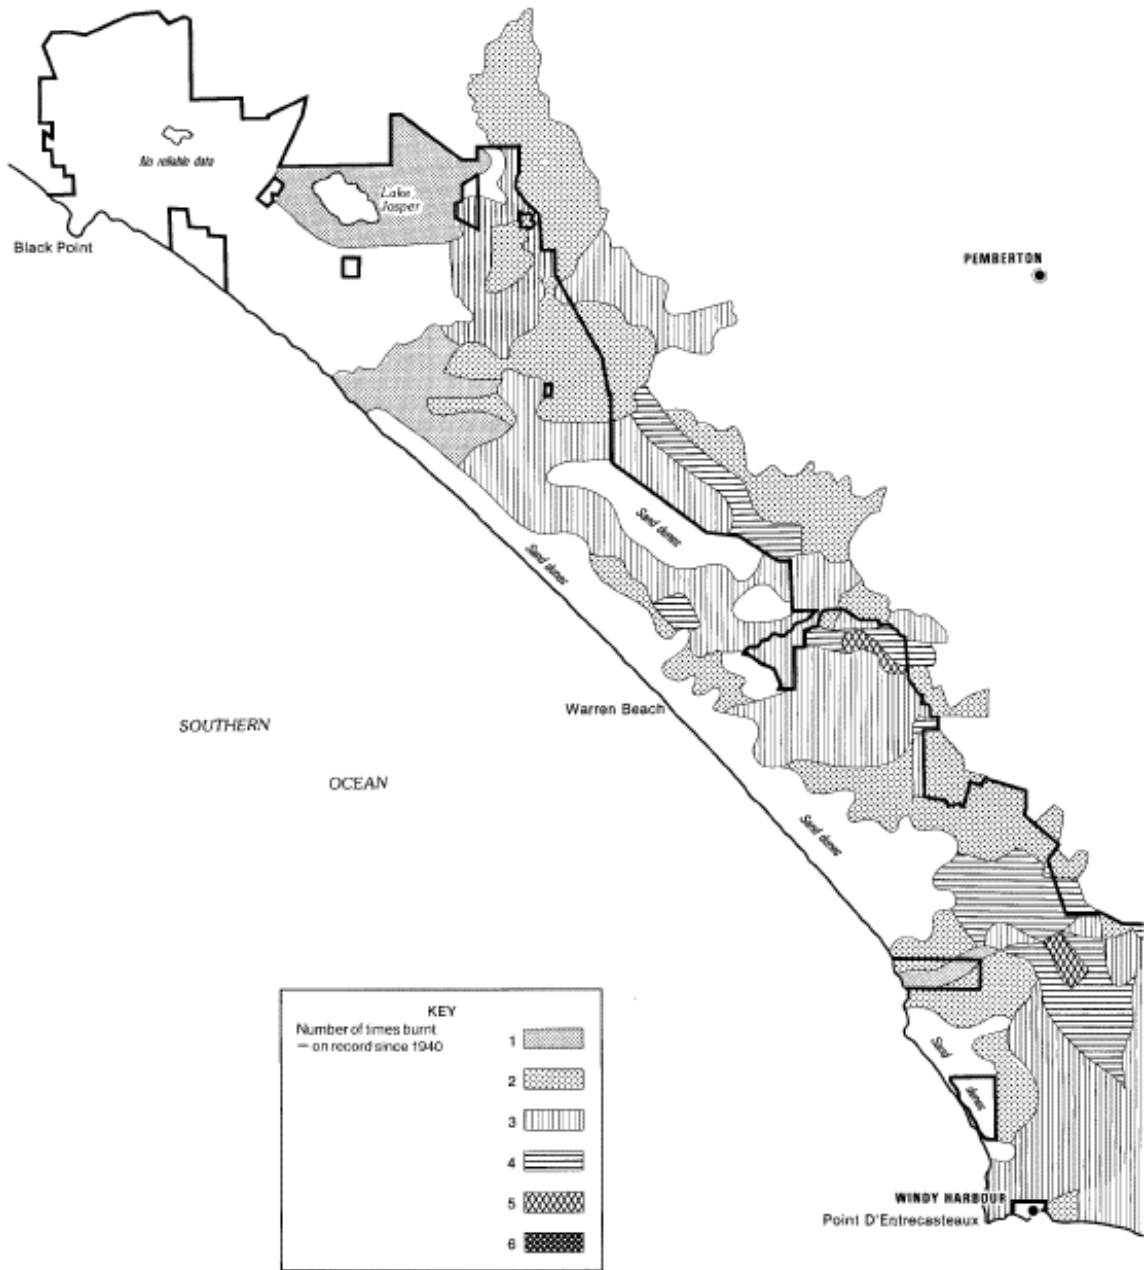 No reliable data
Lake
Jasper
Black Point
PEMBERTON
Sand dunes
Sand dunes
Warren Beach
SOUTHERN
OCEAN
Sand dunes
Sand
dunes
WINDY HARBOUR
Point D'Entrecasteaux
KEY
Number of times burnt
— on record since 1940
1
2
3
4
5
6